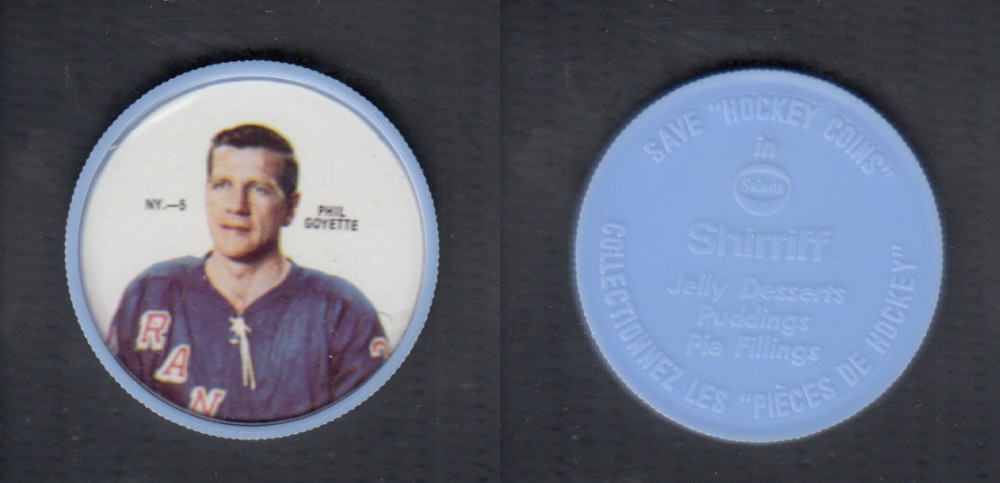 NY.—5
PHIL
GOYETTE
R
A
N
SAVE "HOCKEY COINS"
in
Salada
Shirriff
Jelly Desserts
Puddings
Pie Fillings
COLLECTIONNEZ LES "PIÈCES DE HOCKEY"